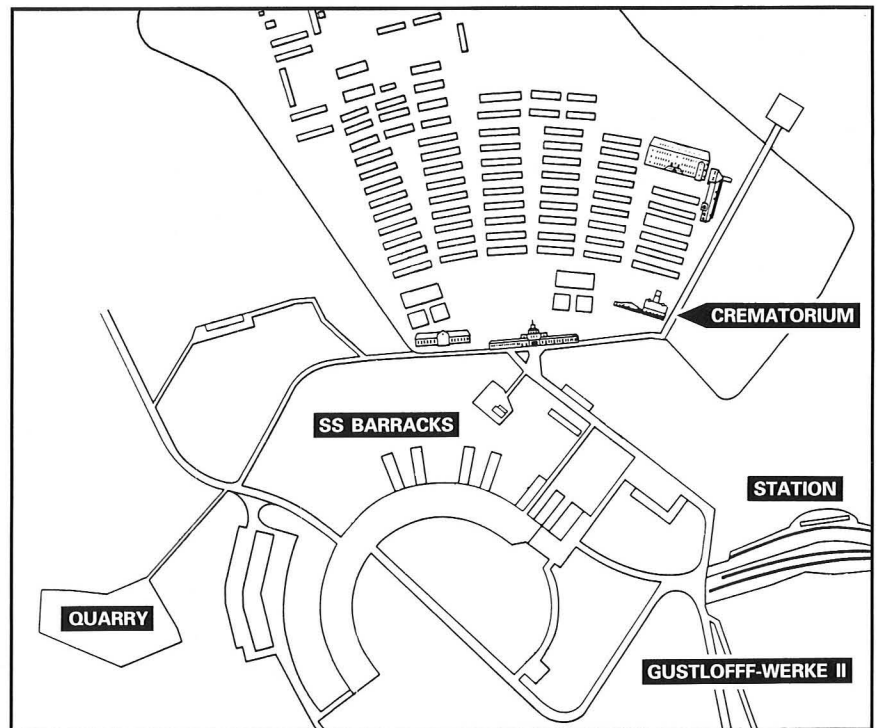 CREMATORIUM
SS BARRACKS
STATION
QUARRY
GUSTLOFFF-WERKE II